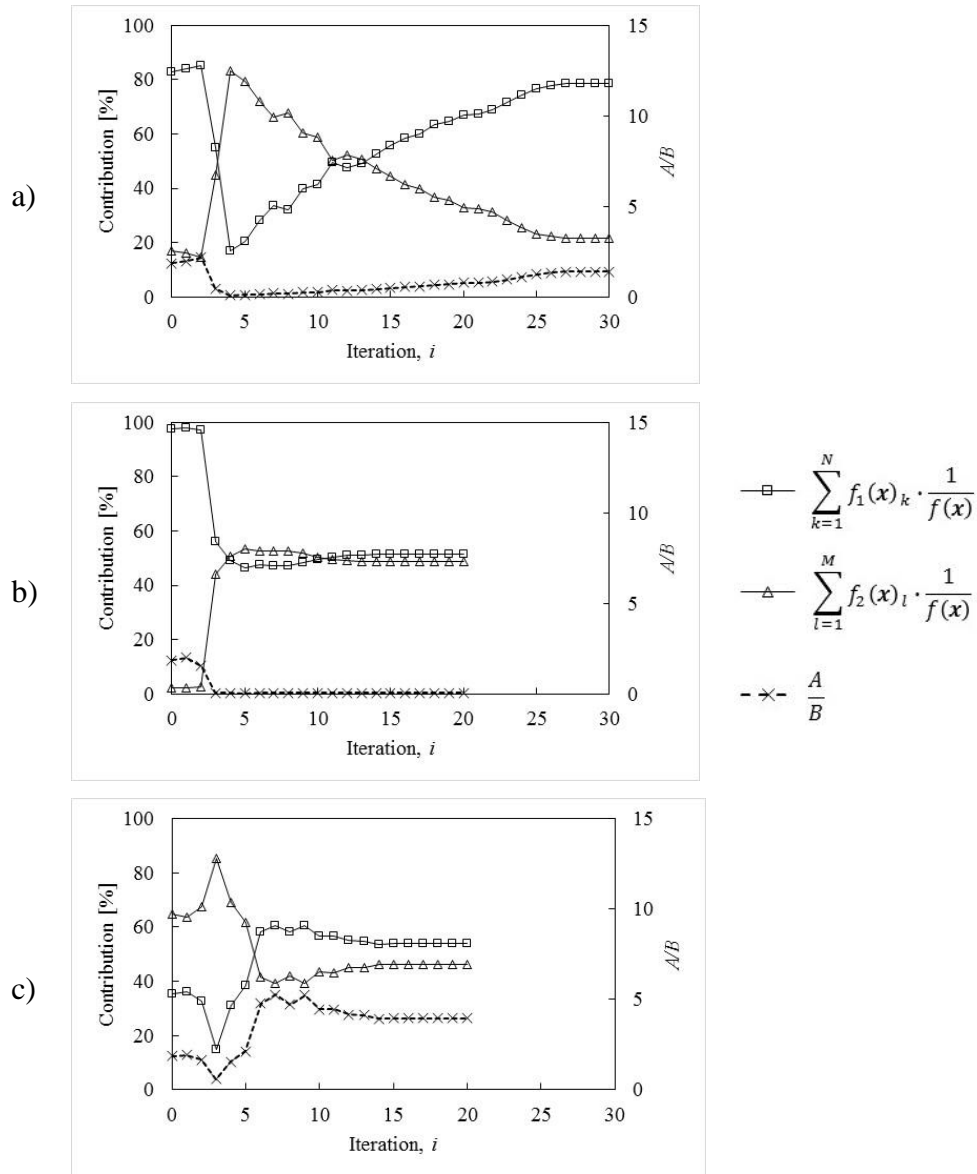 a)
Contribution [%]
100
80
60
40
20
0
15
10
5
0
A/B
0 5 10 15 20 25 30
Iteration, i
b)
Contribution [%]
100
80
60
40
20
0
15
10
5
0
A/B
0 5 10 15 20 25 30
Iteration, i
c)
Contribution [%]
100
80
60
40
20
0
15
10
5
0
A/B
0 5 10 15 20 25 30
Iteration, i
N
∑ f₁(x)ₖ · 1/f(x)
k=1
M
∑ f₂(x)ₗ · 1/f(x)
l=1
A/B